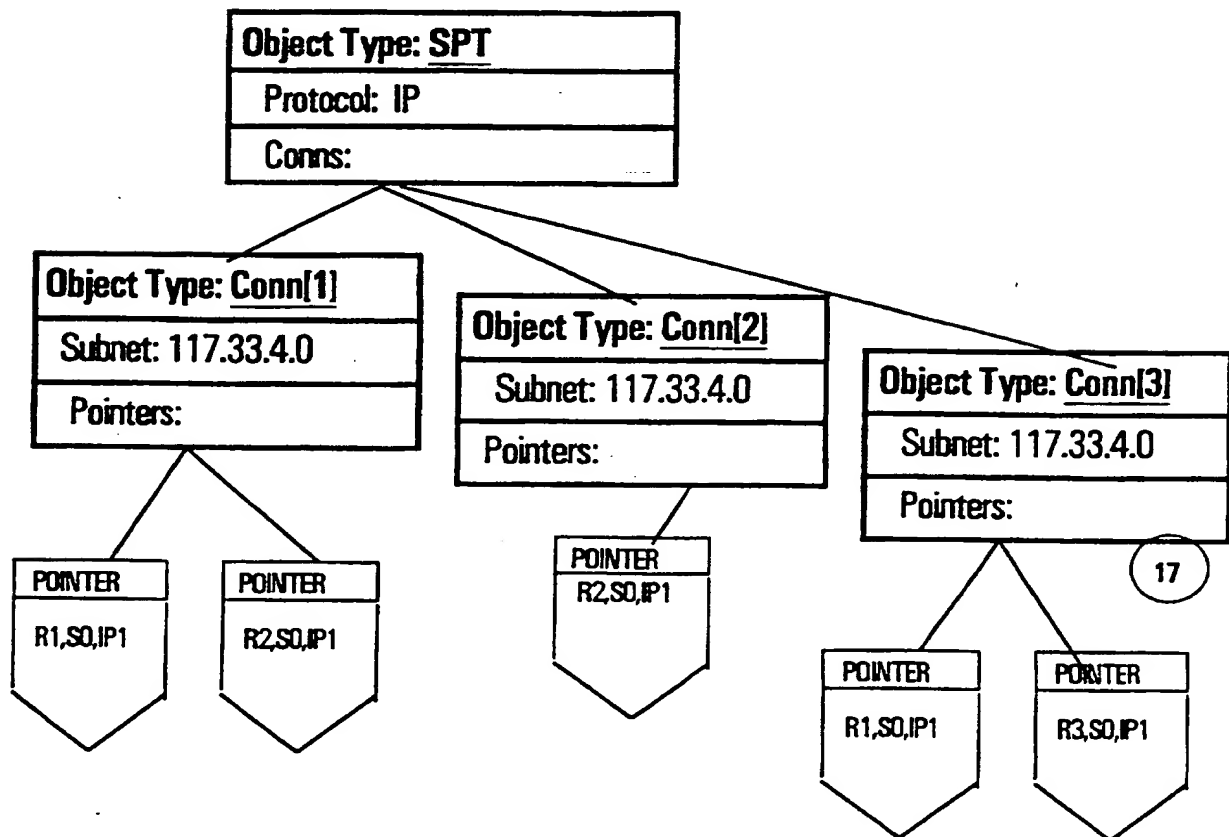 Object Type: SPT
Protocol: IP
Conns:
Object Type: Conn[1]
Subnet: 117.33.4.0
Pointers:
Object Type: Conn[2]
Subnet: 117.33.4.0
Pointers:
Object Type: Conn[3]
Subnet: 117.33.4.0
Pointers:
POINTER
R1,S0,IP1
POINTER
R2,S0,IP1
POINTER
R2,S0,IP1
17
POINTER
R1,S0,IP1
POINTER
R3,S0,IP1